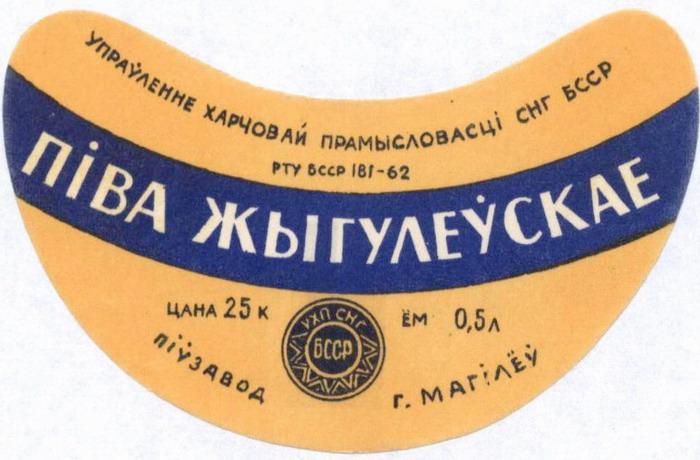 УПРАЎЛЕННЕ ХАРЧОВАЙ ПРАМЫСЛОВАСЦІ СНГ БССР
РТУ БССР 181-62
ПІВА ЖЫГУЛЕЎСКАЕ
ЦАНА 25 К
ЁМ 0,5 Л
УХП СНГ
БССР
ПІЎЗАВОД
Г. МАГІЛЁЎ